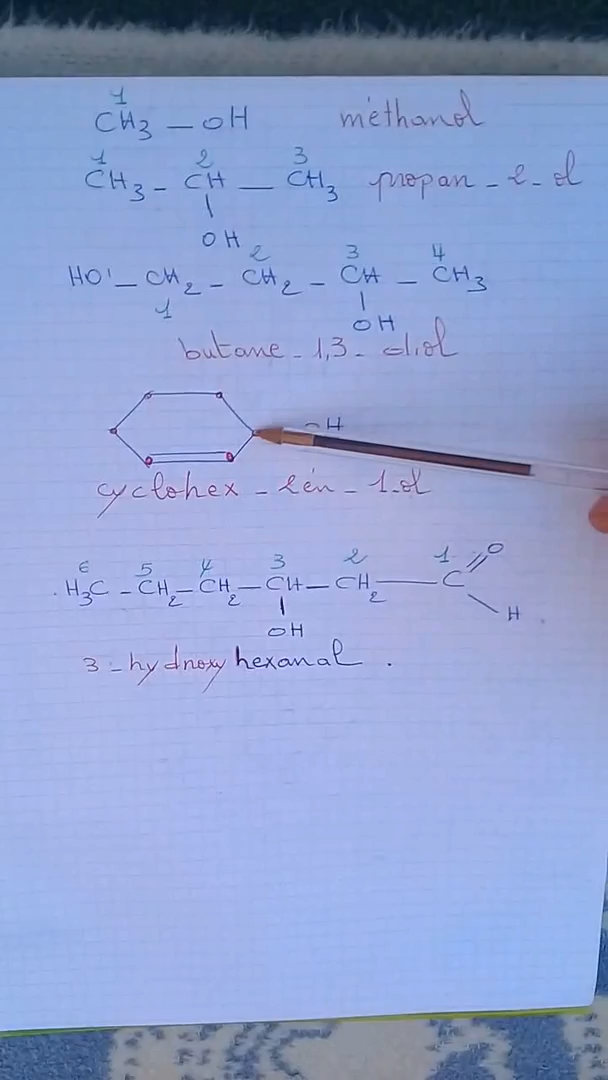 1
CH3 - OH méthanol
1 2 3
CH3 - CH - CH3 propan - 2 - ol
OH
2 3 4
HO - CH2 - CH2 - CH - CH3
1
OH
butane - 1,3 - diol
H
cyclohex - 2én - 1-ol
6 5 4 3 2 1 O
H3C - CH2 - CH2 - CH - CH2 - C
OH H
3 - hydroxy hexanal .